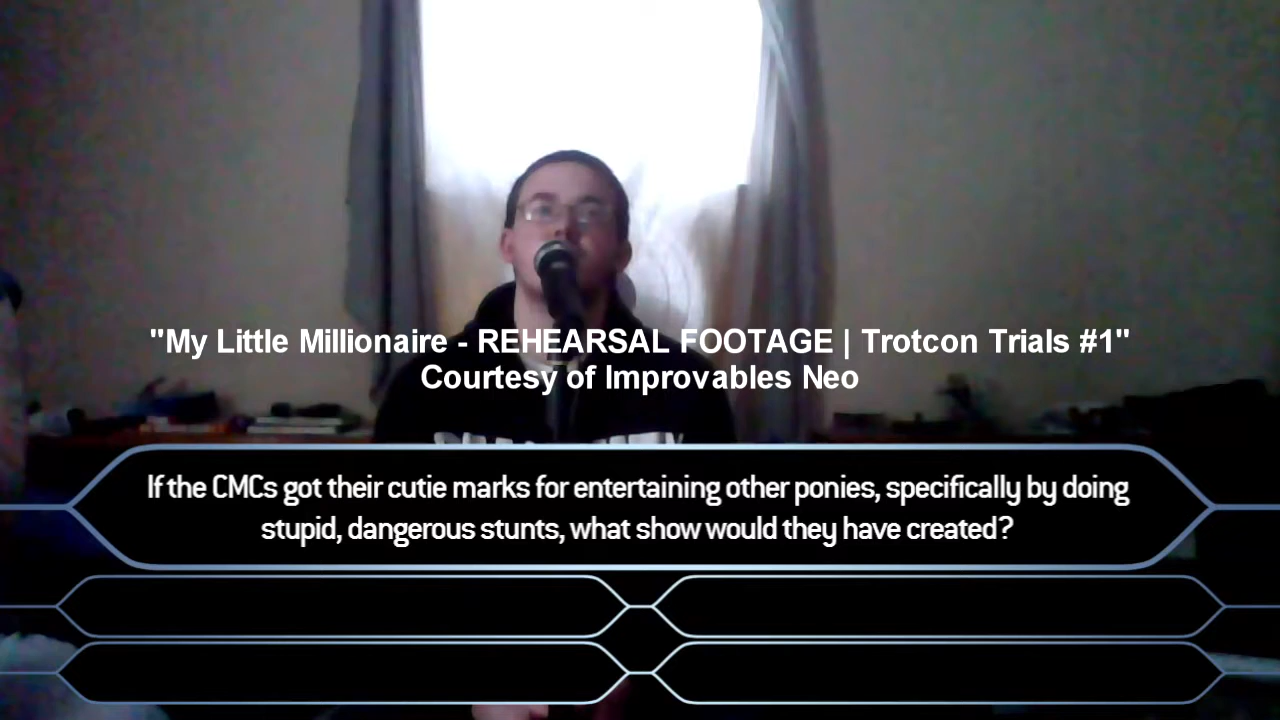 "My Little Millionaire - REHEARSAL FOOTAGE | Trotcon Trials #1"
Courtesy of Improvables Neo
If the CMCs got their cutie marks for entertaining other ponies, specifically by doing
stupid, dangerous stunts, what show would they have created?